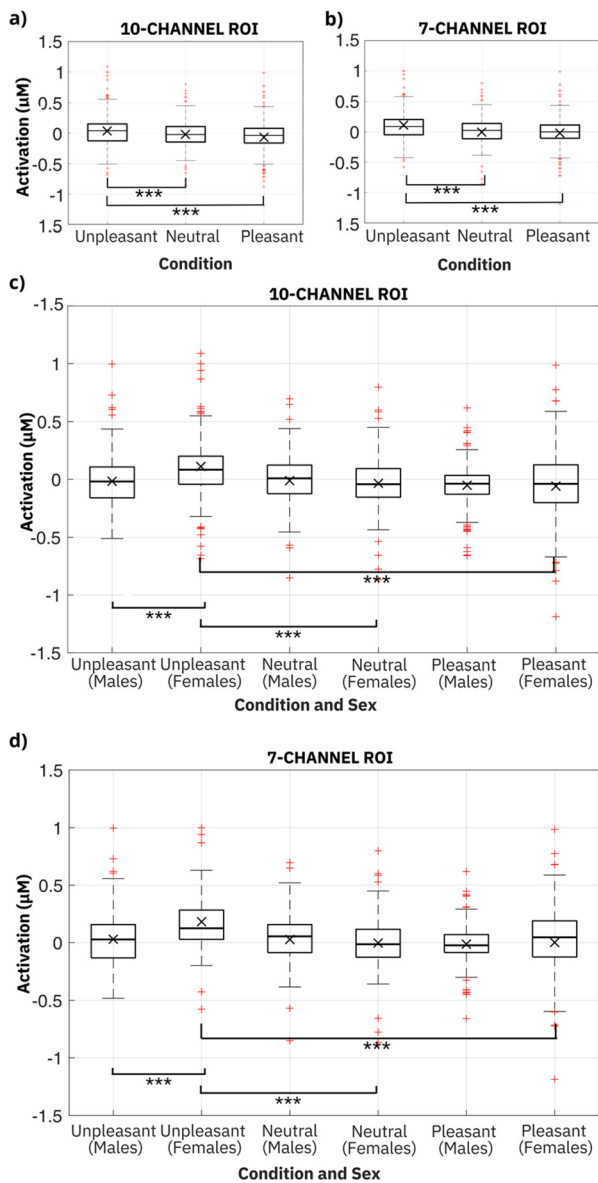 a)
10-CHANNEL ROI
Activation (μM)
1.5
1
0.5
0
-0.5
-1
1.5
***
***
Unpleasant Neutral Pleasant
Condition
b)
7-CHANNEL ROI
1.5
1
0.5
0
-0.5
-1
1.5
***
***
Unpleasant Neutral Pleasant
Condition
c)
10-CHANNEL ROI
Activation (μM)
-1.5
1
0.5
0
-0.5
-1
-1.5
***
***
***
Unpleasant (Males)
Unpleasant (Females)
Neutral (Males)
Neutral (Females)
Pleasant (Males)
Pleasant (Females)
Condition and Sex
d)
7-CHANNEL ROI
Activation (μM)
1.5
1
0.5
0
-0.5
-1
-1.5
***
***
***
Unpleasant (Males)
Unpleasant (Females)
Neutral (Males)
Neutral (Females)
Pleasant (Males)
Pleasant (Females)
Condition and Sex